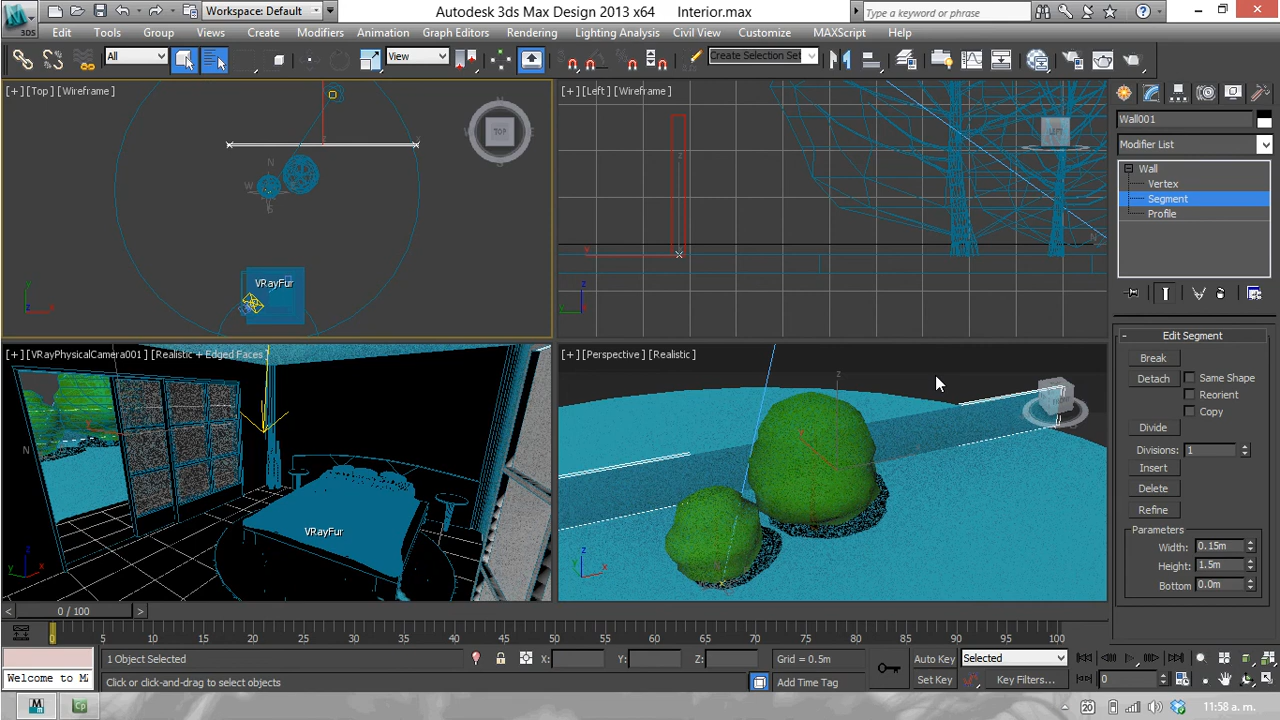 Workspace: Default
Autodesk 3ds Max Design 2013 x64 Interior.max
Type a keyword or phrase
3DS
Edit Tools Group Views Create Modifiers Animation Graph Editors Rendering Lighting Analysis Civil View Customize MAXScript Help
All
View
Create Selection Set
[+] [Top] [Wireframe]
TOP
N
W
S
VRayFur
[+] [Left] [Wireframe]
LEFT
z
[+] [VRayPhysicalCamera001] [Realistic + Edged Faces]
N
VRayFur
[+] [Perspective] [Realistic]
z
Wall001
Modifier List
Wall
Vertex
Segment
Profile
Edit Segment
Break
Detach
Same Shape
Reorient
Copy
Divide
Divisions: 1
Insert
Delete
Refine
Parameters
Width: 0.15m
Height: 1.5m
Bottom 0.0m
0 / 100
0 5 10 15 20 25 30 35 40 45 50 55 60 65 70 75 80 85 90 95 100
1 Object Selected
X: Y: Z:
Grid = 0.5m
Auto Key
Selected
Welcome to M
Click or click-and-drag to select objects
Add Time Tag
Set Key
Key Filters...
0
20
11:58 a. m.